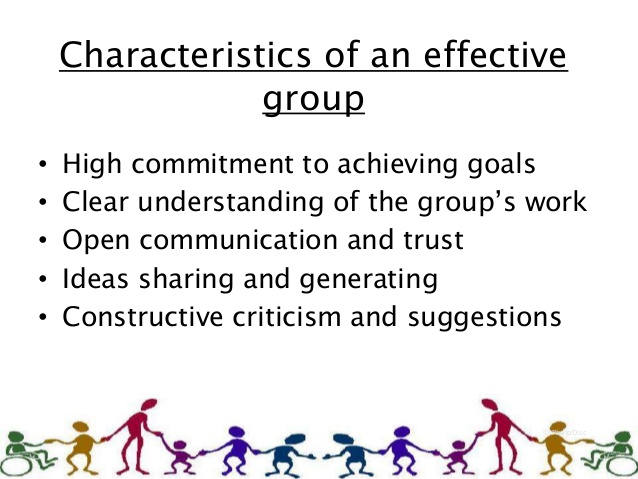 Characteristics of an effective
group
• High commitment to achieving goals
• Clear understanding of the group’s work
• Open communication and trust
• Ideas sharing and generating
• Constructive criticism and suggestions